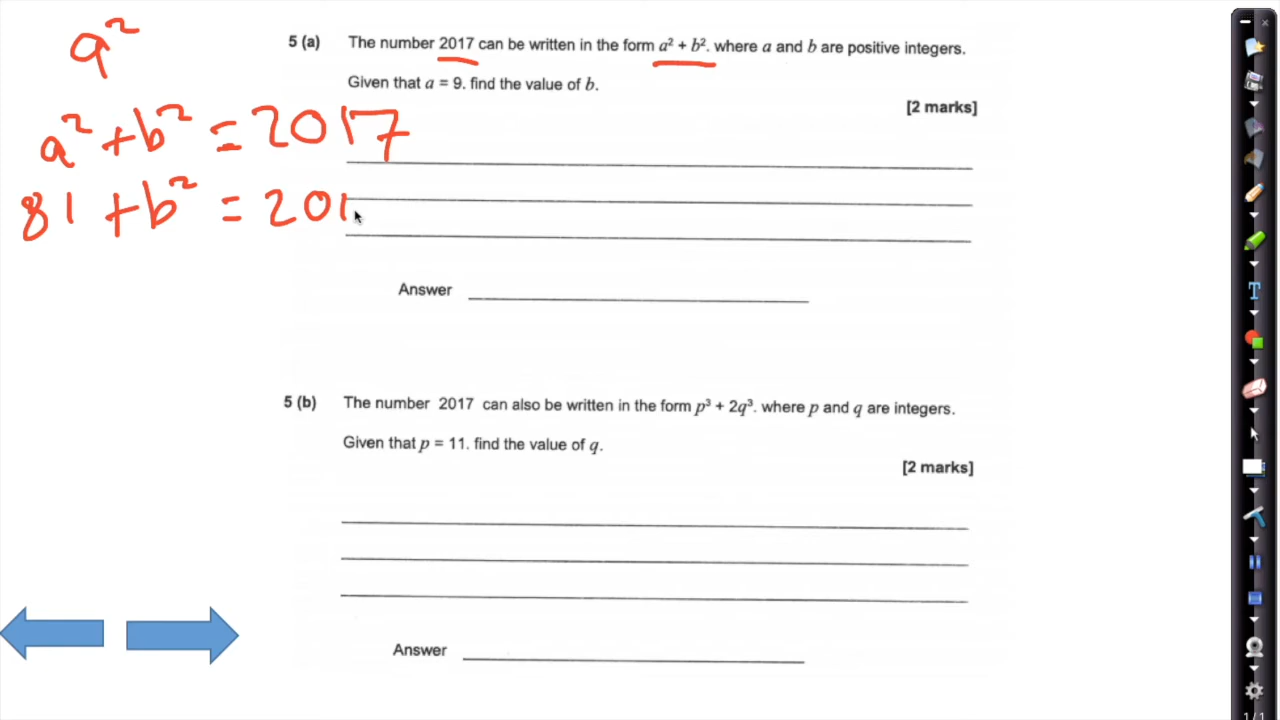 a²
5 (a) The number 2017 can be written in the form a² + b². where a and b are positive integers.
Given that a = 9. find the value of b.
[2 marks]
a² + b² = 2017
81 + b² = 201
Answer
5 (b) The number 2017 can also be written in the form p³ + 2q³. where p and q are integers.
Given that p = 11. find the value of q.
[2 marks]
Answer
T
1/1